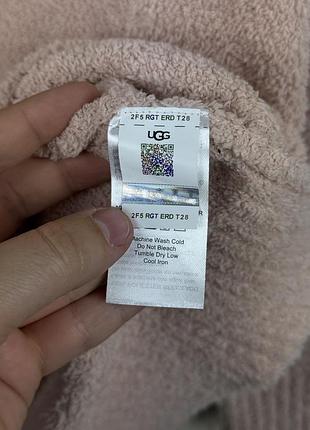 2F5 RGT ERD T28
UGG
2F5 RGT ERD T28
R
Machine Wash Cold
Do Not Bleach
Tumble Dry Low
Cool Iron